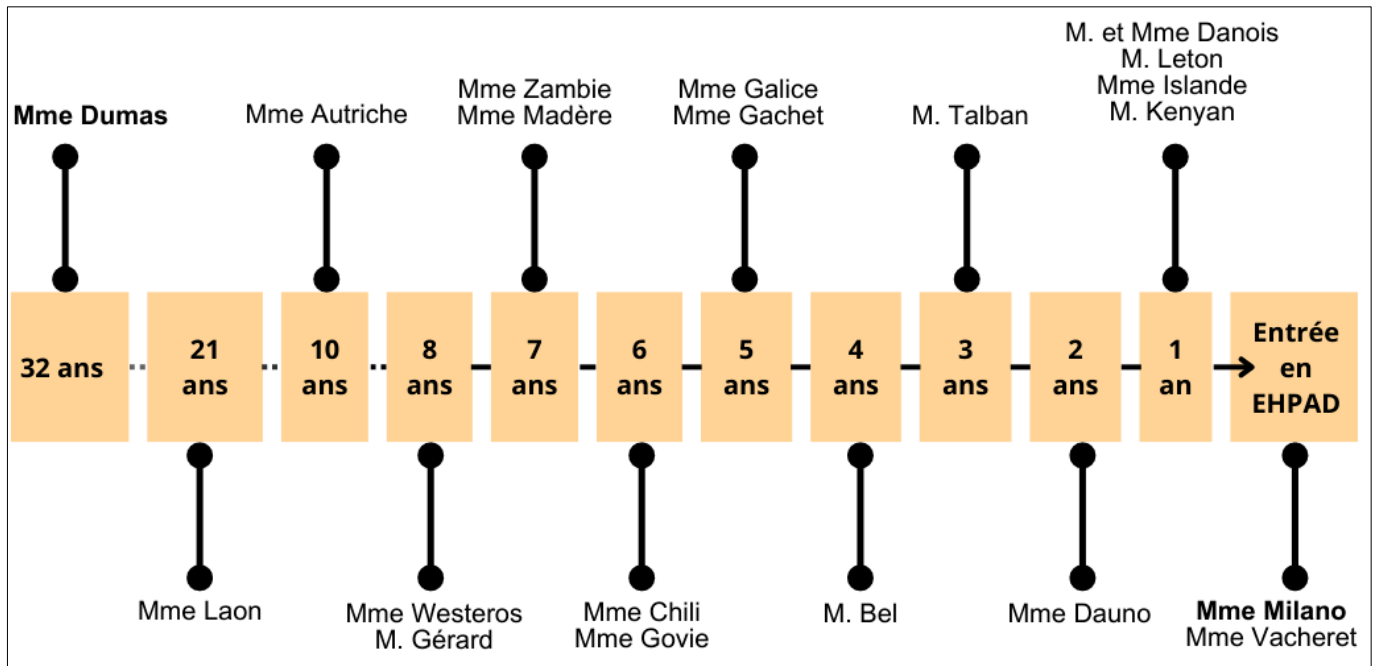 M. et Mme Danois
M. Leton
Mme Islande
M. Kenyan
Mme Zambie
Mme Madère
Mme Galice
Mme Gachet
Mme Dumas
Mme Autriche
M. Talban
32 ans
21
ans
10
ans
8
ans
7
ans
6
ans
5
ans
4
ans
3
ans
2
ans
1
an
Entrée
en
EHPAD
Mme Laon
Mme Westeros
M. Gérard
Mme Chili
Mme Govie
M. Bel
Mme Dauno
Mme Milano
Mme Vacheret